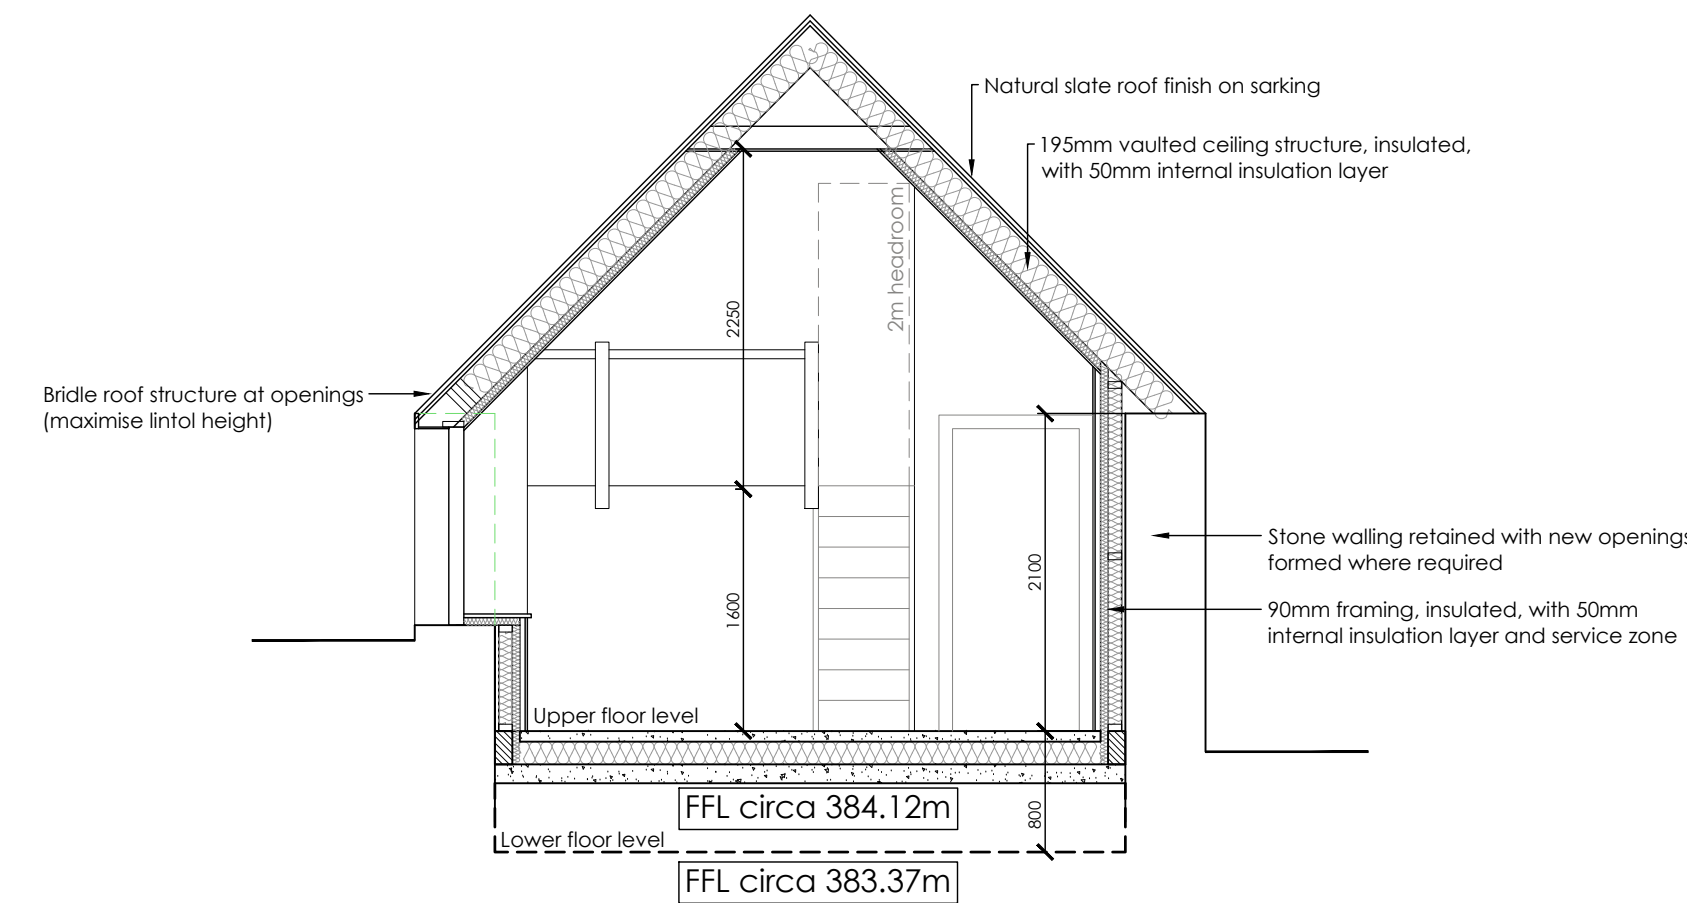 Natural slate roof finish on sarking
195mm vaulted ceiling structure, insulated,
with 50mm internal insulation layer
2m headroom
2250
Bridle roof structure at openings
(maximise lintol height)
Stone walling retained with new openings
formed where required
2100
1600
90mm framing, insulated, with 50mm
internal insulation layer and service zone
Upper floor level
FFL circa 384.12m
800
Lower floor level
FFL circa 383.37m